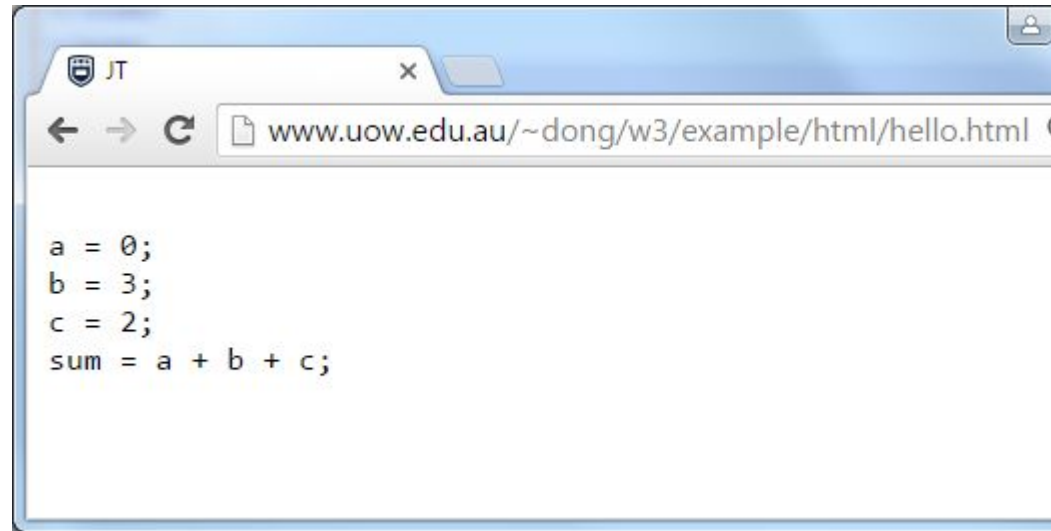 JT
www.uow.edu.au/~dong/w3/example/html/hello.html
a = 0;
b = 3;
c = 2;
sum = a + b + c;